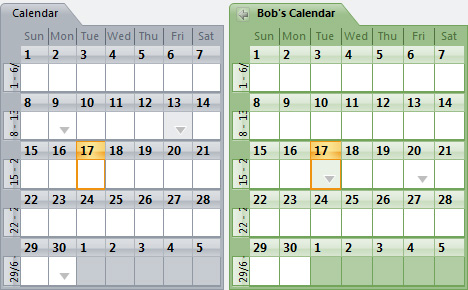 Calendar
Sun Mon Tue Wed Thu Fri Sat
1 - 6/
1 2 3 4 5 6 7
8 - 13
8 9 10 11 12 13 14
15 - 2
15 16 17 18 19 20 21
22 - 2
22 23 24 25 26 27 28
29/6 -
29 30 1 2 3 4 5
Bob's Calendar
Sun Mon Tue Wed Thu Fri Sat
1 - 6/
1 2 3 4 5 6 7
8 - 13
8 9 10 11 12 13 14
15 - 2
15 16 17 18 19 20 21
22 - 2
22 23 24 25 26 27 28
29/6 -
29 30 1 2 3 4 5